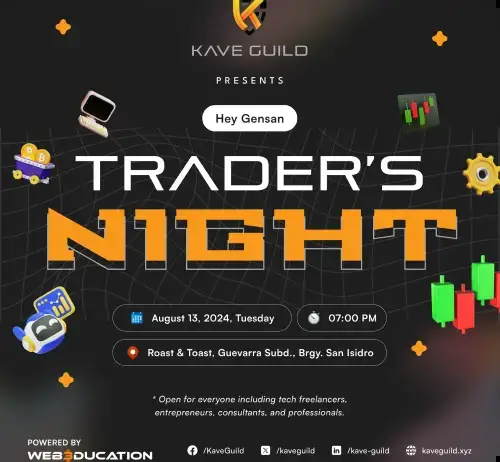 KAVE GUILD
PRESENTS
Hey Gensan
TRADER'S
NIGHT
August 13, 2024, Tuesday
07:00 PM
Roast & Toast, Guevarra Subd., Brgy. San Isidro
* Open for everyone including tech freelancers,
entrepreneurs, consultants, and professionals.
POWERED BY
WEB3DUCATION
/KaveGuild
/kaveguild
/kave-guild
kaveguild.xyz